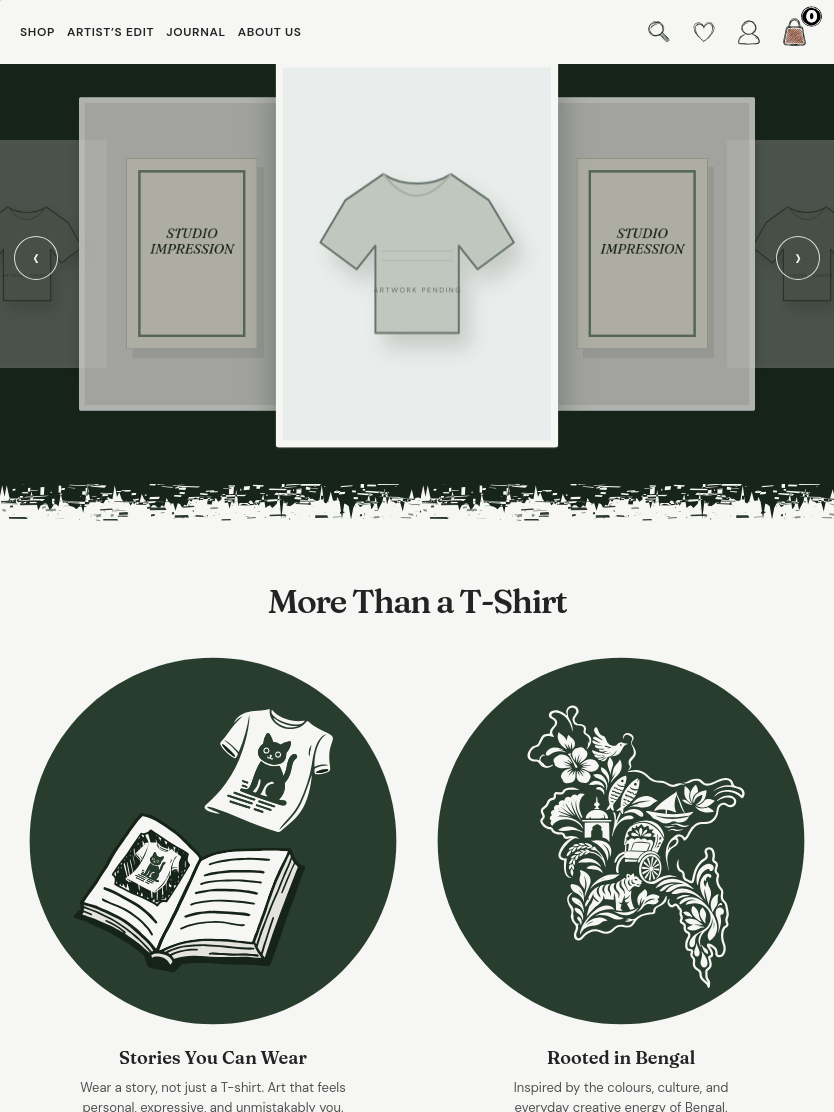 SHOP ARTIST'S EDIT JOURNAL ABOUT US
0
STUDIO
IMPRESSION
ARTWORK PENDING
STUDIO
IMPRESSION
‹
›
More Than a T-Shirt
Stories You Can Wear
Wear a story, not just a T-shirt. Art that feels
personal, expressive, and unmistakably you.
Rooted in Bengal
Inspired by the colours, culture, and
everyday creative energy of Bengal.